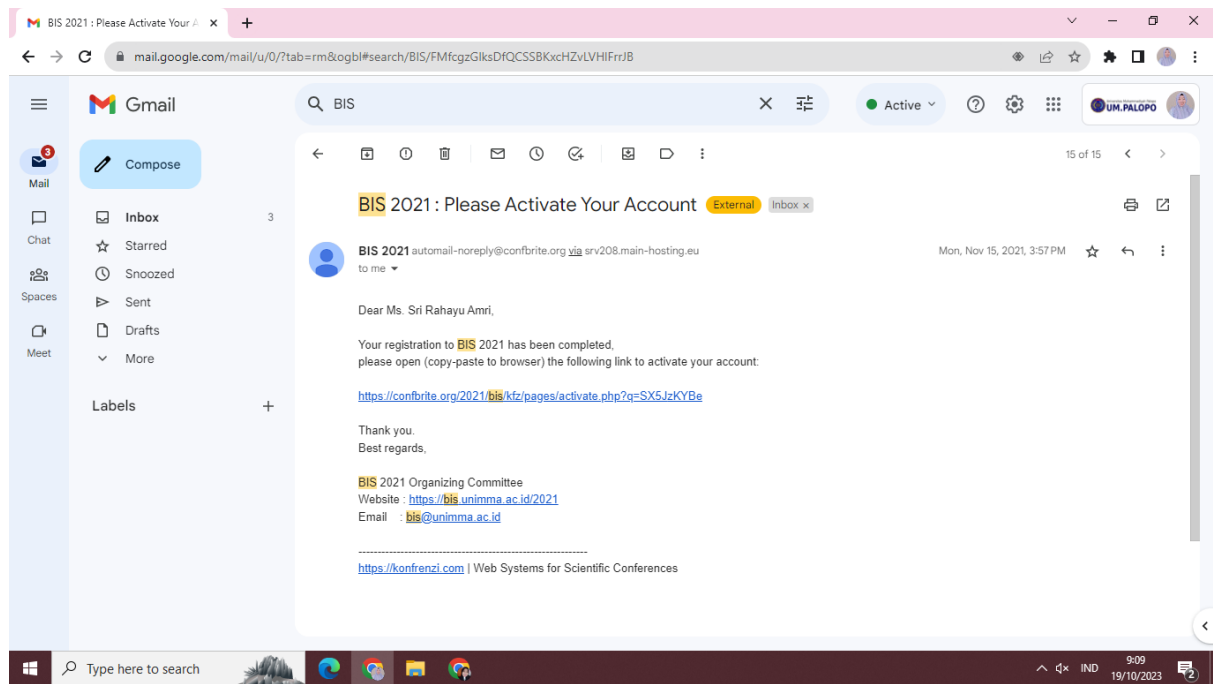 BIS 2021 : Please Activate Your A
mail.google.com/mail/u/0/?tab=rm&ogbl#search/BIS/FMfcgzGlksDfQCSSBKxcHZvLVHIFrrJB
Gmail
BIS
Active
UM.PALOPO
3
Mail
Chat
Spaces
Meet
Compose
Inbox 3
Starred
Snoozed
Sent
Drafts
More
Labels
15 of 15
BIS 2021 : Please Activate Your Account External Inbox x
BIS 2021 automail-noreply@confbrite.org via srv208.main-hosting.eu Mon, Nov 15, 2021, 3:57 PM
to me
Dear Ms. Sri Rahayu Amri,
Your registration to BIS 2021 has been completed,
please open (copy-paste to browser) the following link to activate your account:
https://confbrite.org/2021/bis/kfz/pages/activate.php?q=SX5JzKYBe
Thank you.
Best regards,
BIS 2021 Organizing Committee
Website : https://bis.unimma.ac.id/2021
Email : bis@unimma.ac.id
------------------------------------------------------------
https://konfrenzi.com | Web Systems for Scientific Conferences
Type here to search
IND
9:09
19/10/2023
2